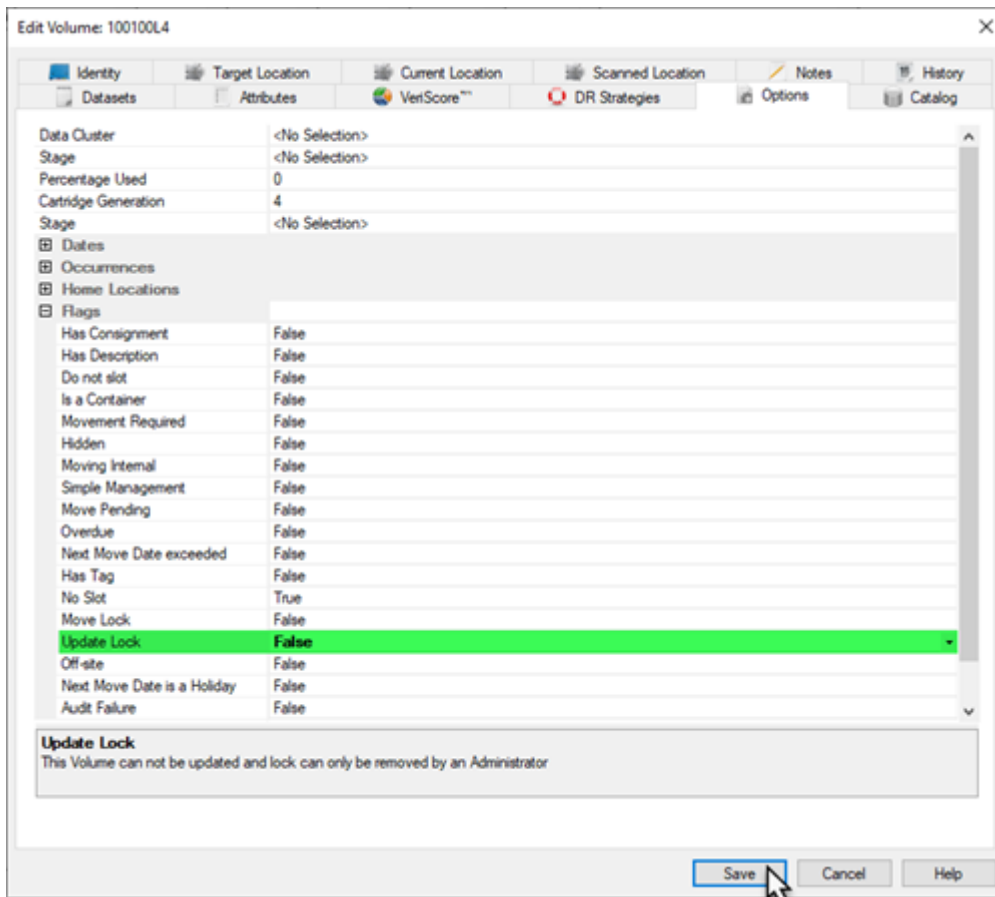 Edit Volume: 100100L4
Identity Target Location Current Location Scanned Location Notes History
Datasets Attributes VeriScore™ DR Strategies Options Catalog
Data Cluster <No Selection>
Stage <No Selection>
Percentage Used 0
Cartridge Generation 4
Stage <No Selection>
Dates
Occurrences
Home Locations
Flags
Has Consignment False
Has Description False
Do not slot False
Is a Container False
Movement Required False
Hidden False
Moving Internal False
Simple Management False
Move Pending False
Overdue False
Next Move Date exceeded False
Has Tag False
No Slot True
Move Lock False
Update Lock False
Off-site False
Next Move Date is a Holiday False
Audit Failure False
Update Lock
This Volume can not be updated and lock can only be removed by an Administrator
Save Cancel Help